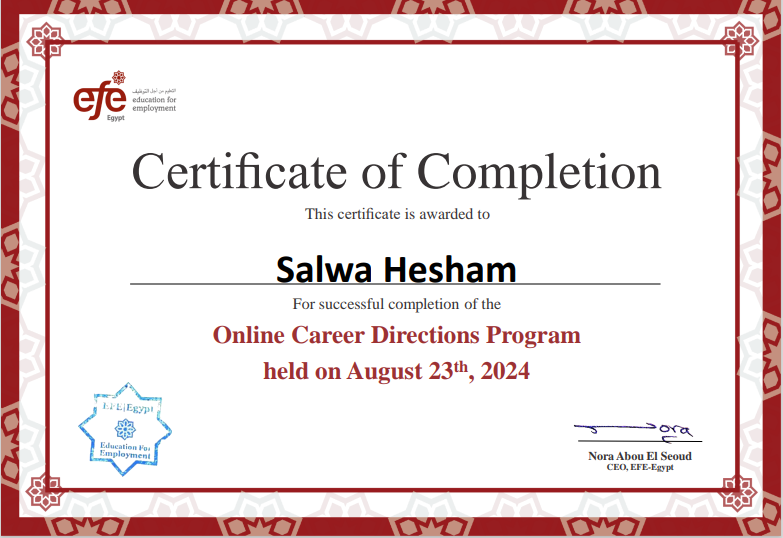 efe
التعليم من أجل التوظيف
education for
employment
Egypt
Certificate of Completion
This certificate is awarded to
Salwa Hesham
For successful completion of the
Online Career Directions Program
held on August 23th, 2024
EFE|Egypt
Education For
Employment
Nora
Nora Abou El Seoud
CEO, EFE-Egypt